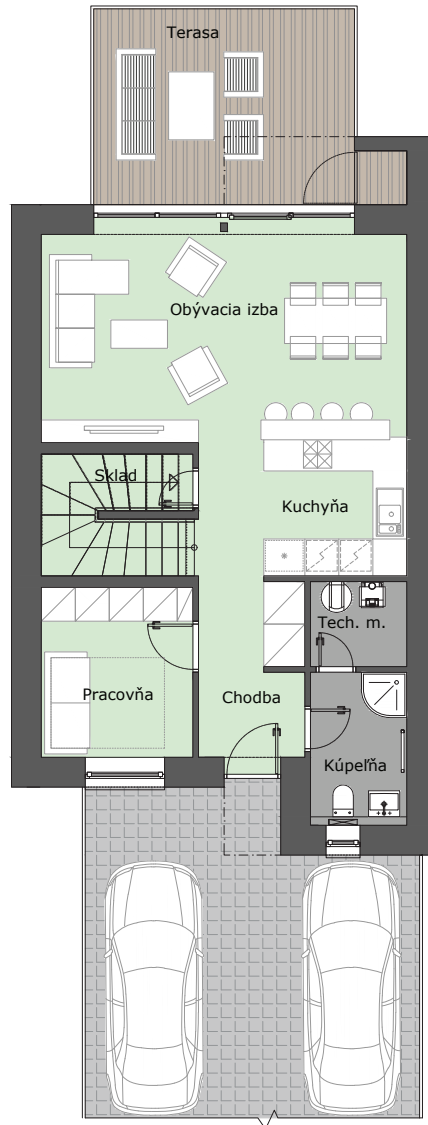 Terasa
Obývacia izba
Sklad
Kuchyňa
Tech. m.
Pracovňa
Chodba
Kúpeľňa